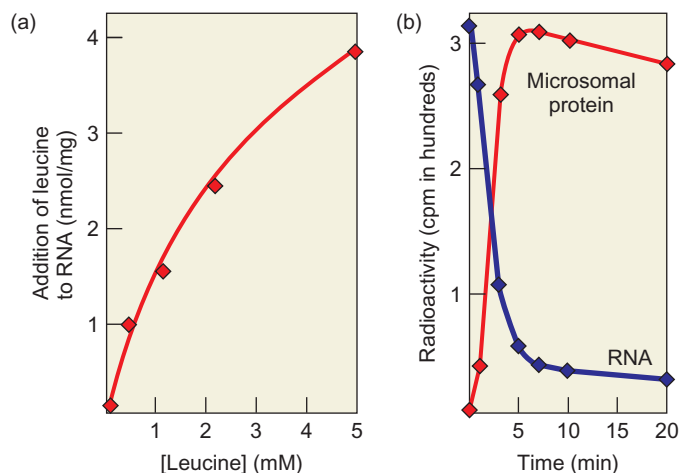 (a)
4
3
2
1
Addition of leucine
to RNA (nmol/mg)
1
2
3
4
5
[Leucine] (mM)
(b)
3
2
1
Radioactivity (cpm in hundreds)
Microsomal
protein
RNA
5
10
15
20
Time (min)